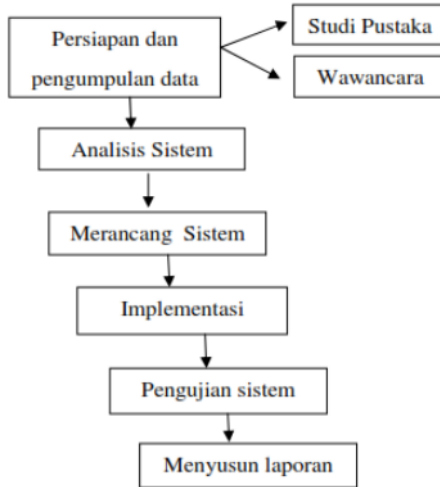 Persiapan dan
pengumpulan data
Studi Pustaka
Wawancara
Analisis Sistem
Merancang Sistem
Implementasi
Pengujian sistem
Menyusun laporan